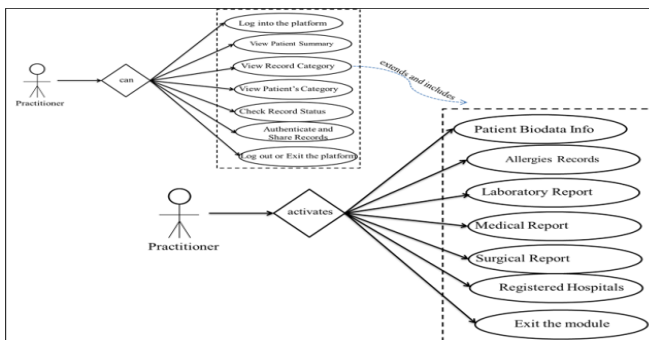 Log into the platform
View Patient Summary
View Record Category
extends and includes
can
View Patient's Category
Practitioner
Check Record Status
Authenticate and
Share Records
Log out or Exit the platform
Patient Biodata Info
Allergies Records
Laboratory Report
activates
Medical Report
Practitioner
Surgical Report
Registered Hospitals
Exit the module